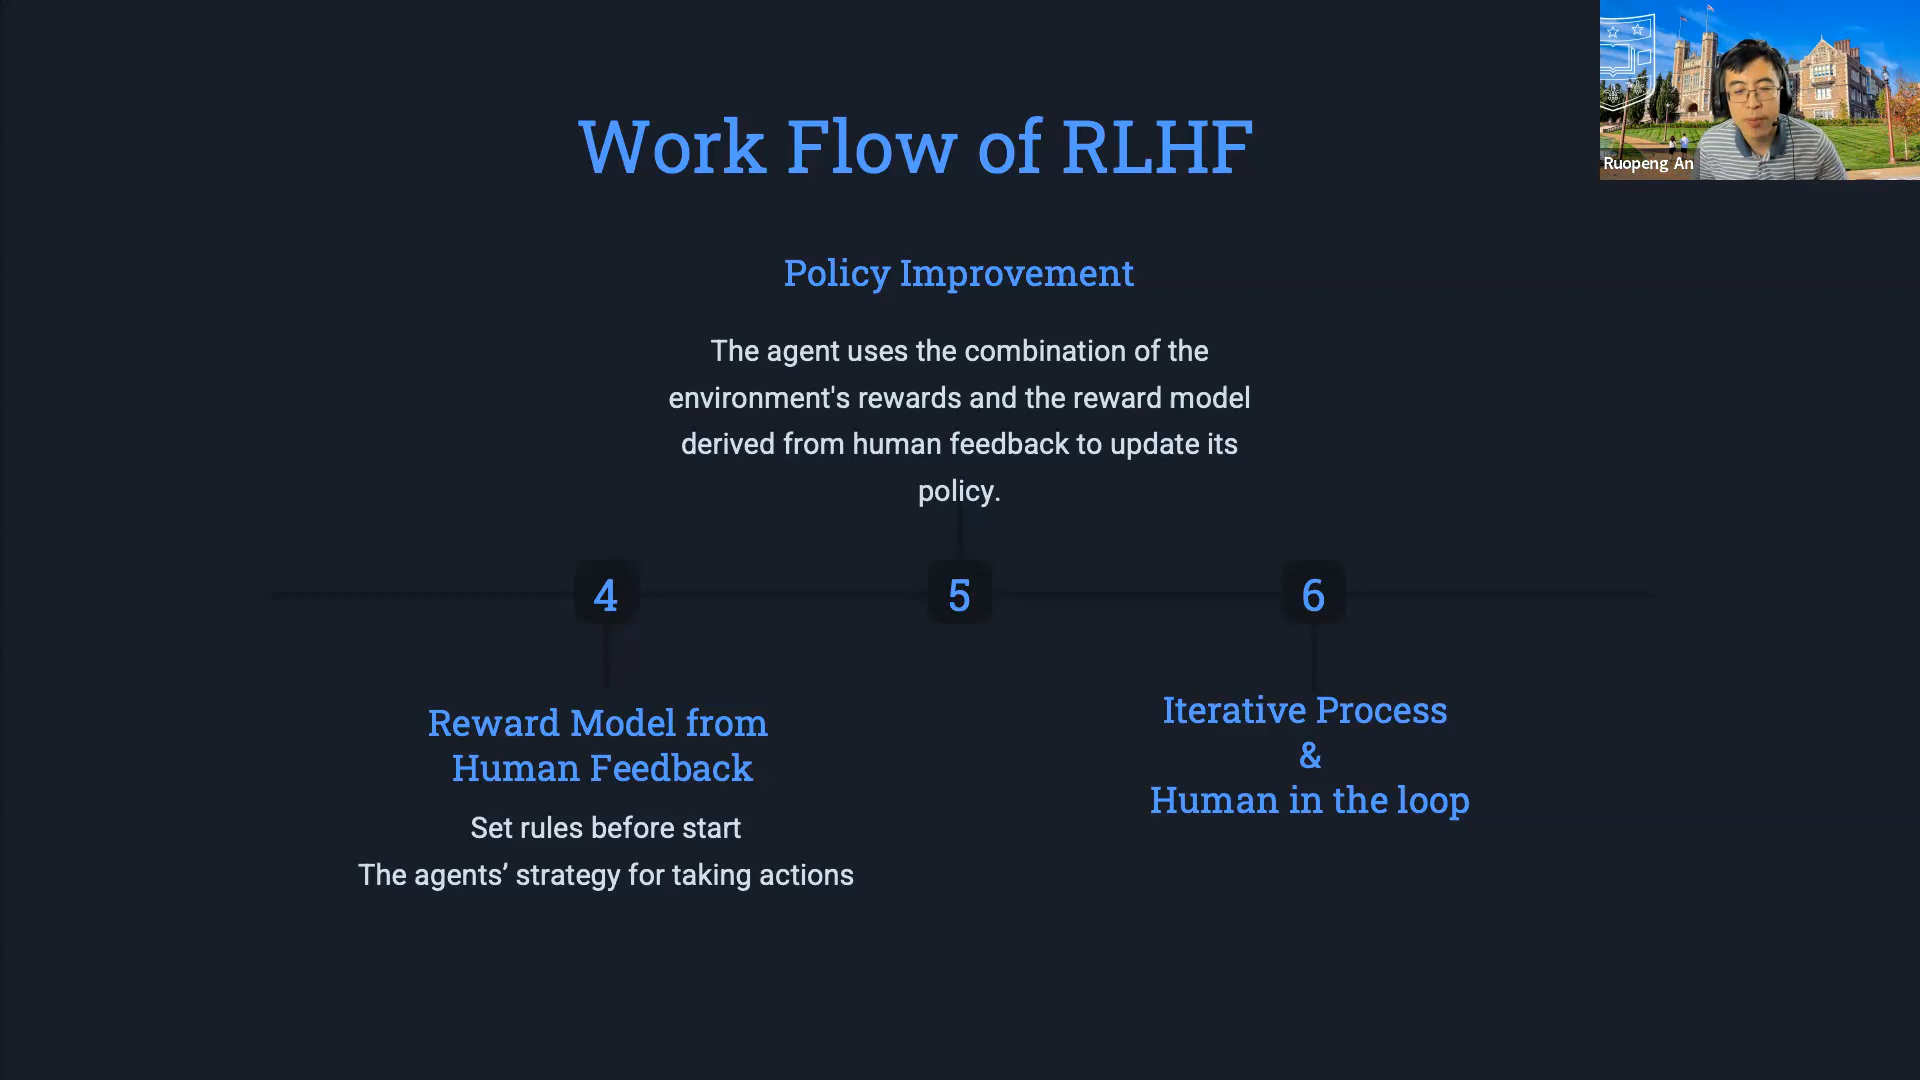 Work Flow of RLHF
Ruopeng An
Policy Improvement
The agent uses the combination of the
environment's rewards and the reward model
derived from human feedback to update its
policy.
4
5
6
Reward Model from
Human Feedback
Set rules before start
The agents’ strategy for taking actions
Iterative Process
&
Human in the loop